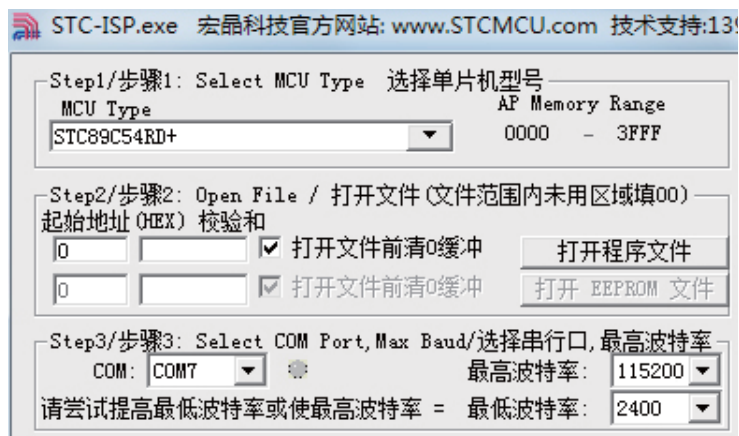 STC-ISP.exe 宏晶科技官方网站: www.STCMCU.com 技术支持:139
Step1/步骤1: Select MCU Type 选择单片机型号
MCU Type AP Memory Range
STC89C54RD+ 0000 - 3FFF
Step2/步骤2: Open File / 打开文件(文件范围内未用区域填00)
起始地址(HEX) 校验和
0 打开文件前清0缓冲 打开程序文件
0 打开文件前清0缓冲 打开 EEPROM 文件
Step3/步骤3: Select COM Port,Max Baud/选择串行口,最高波特率
COM: COM7 最高波特率: 115200
请尝试提高最低波特率或使最高波特率 = 最低波特率: 2400